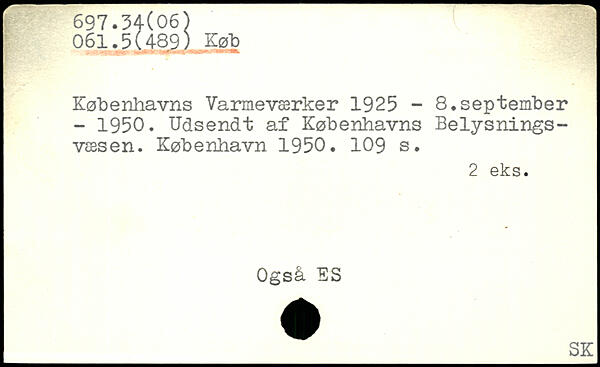 697.34(06)
061.5(489) Køb
Københavns Varmeværker 1925 - 8.september
- 1950. Udsendt af Københavns Belysnings-
væsen. København 1950. 109 s.
2 eks.
Også ES
SK